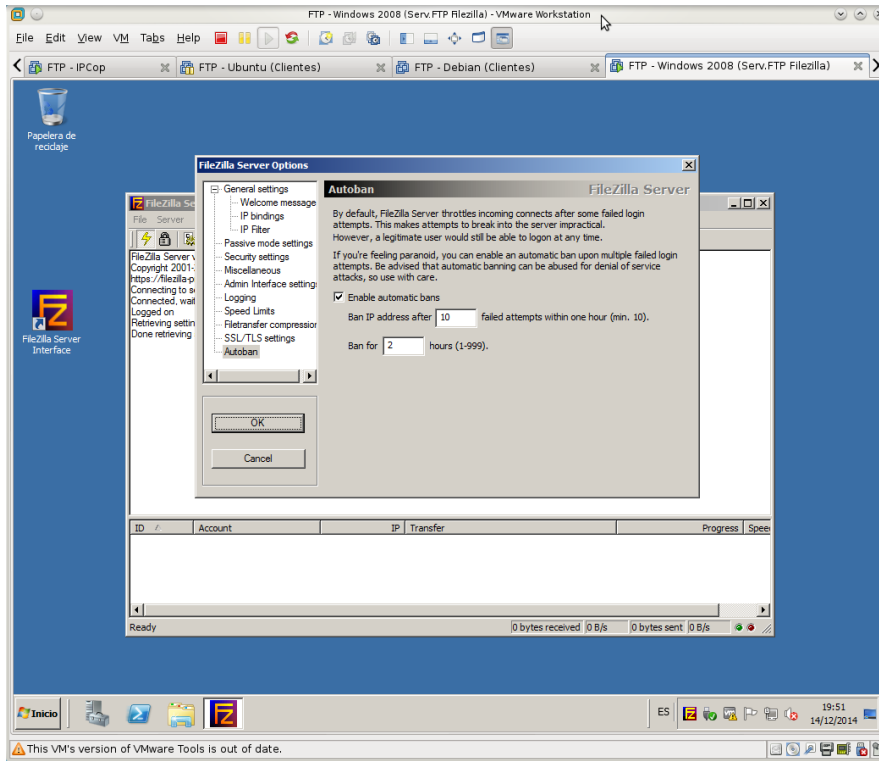 FTP - Windows 2008 (Serv.FTP Filezilla) - VMware Workstation
File Edit View VM Tabs Help
FTP - IPCop
FTP - Ubuntu (Clientes)
FTP - Debian (Clientes)
FTP - Windows 2008 (Serv.FTP Filezilla)
Papelera de
reciclaje
FileZilla Server
Interface
FileZilla Se
File Server
FileZilla Server v
Copyright 2001-
https://filezilla-p
Connecting to s
Connected, wait
Logged on
Retrieving settin
Done retrieving
FileZilla Server Options
General settings
Welcome message
IP bindings
IP Filter
Passive mode settings
Security settings
Miscellaneous
Admin Interface settings
Logging
Speed Limits
Filetransfer compression
SSL/TLS settings
Autoban
OK
Cancel
Autoban
FileZilla Server
By default, FileZilla Server throttles incoming connects after some failed login
attempts. This makes attempts to break into the server impractical.
However, a legitimate user would still be able to logon at any time.
If you're feeling paranoid, you can enable an automatic ban upon multiple failed login
attempts. Be advised that automatic banning can be abused for denial of service
attacks, so use with care.
Enable automatic bans
Ban IP address after 10 failed attempts within one hour (min. 10).
Ban for 2 hours (1-999).
ID Account IP Transfer Progress Spee
Ready 0 bytes received 0 B/s 0 bytes sent 0 B/s
Inicio
ES
19:51
14/12/2014
This VM's version of VMware Tools is out of date.